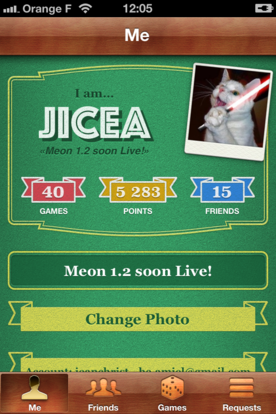 Orange F 12:05
Me
I am...
JICEA
«Meon 1.2 soon Live!»
40 5 283 15
GAMES POINTS FRIENDS
Meon 1.2 soon Live!
Change Photo
Me Friends Games Requests